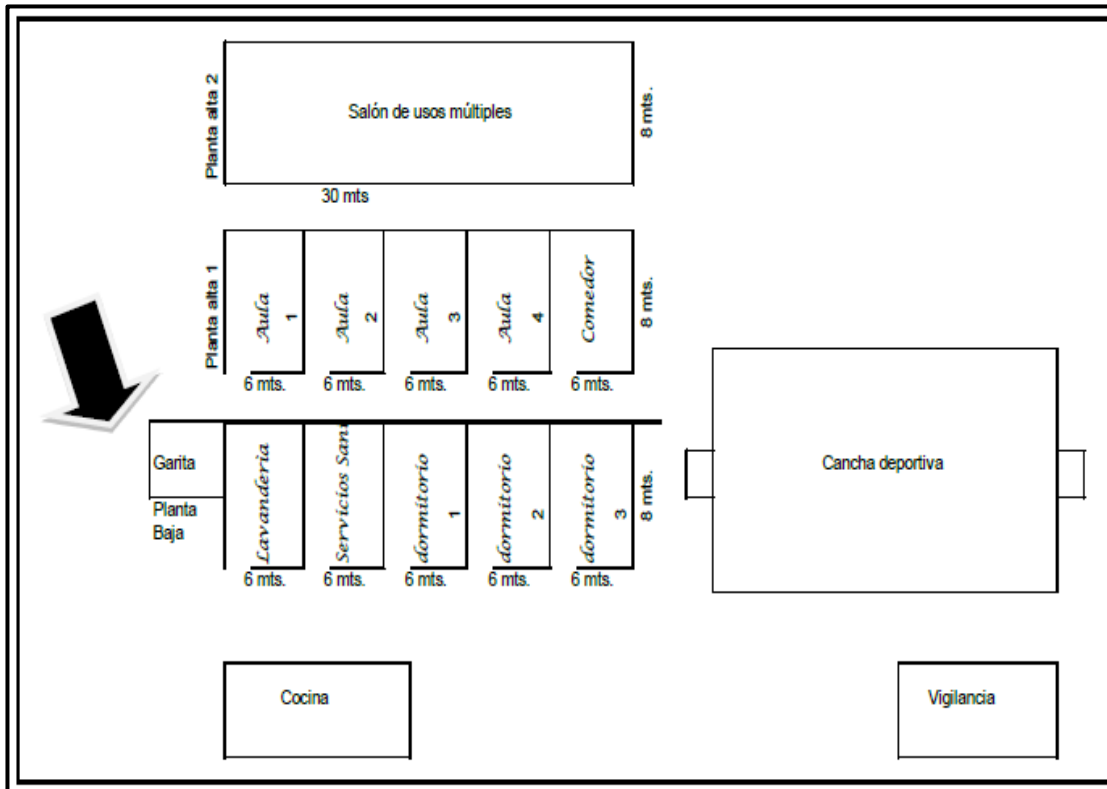 Planta alta 2
Salón de usos múltiples
8 mts.
30 mts
Planta alta 1
Aula
1
Aula
2
Aula
3
Aula
4
Comedor
8 mts.
6 mts.
6 mts.
6 mts.
6 mts.
6 mts.
Garita
Planta
Baja
Lavanderia
Servicios Sani
dormitorio
1
dormitorio
2
dormitorio
3
8 mts.
6 mts.
6 mts.
6 mts.
6 mts.
6 mts.
Cancha deportiva
Cocina
Vigilancia